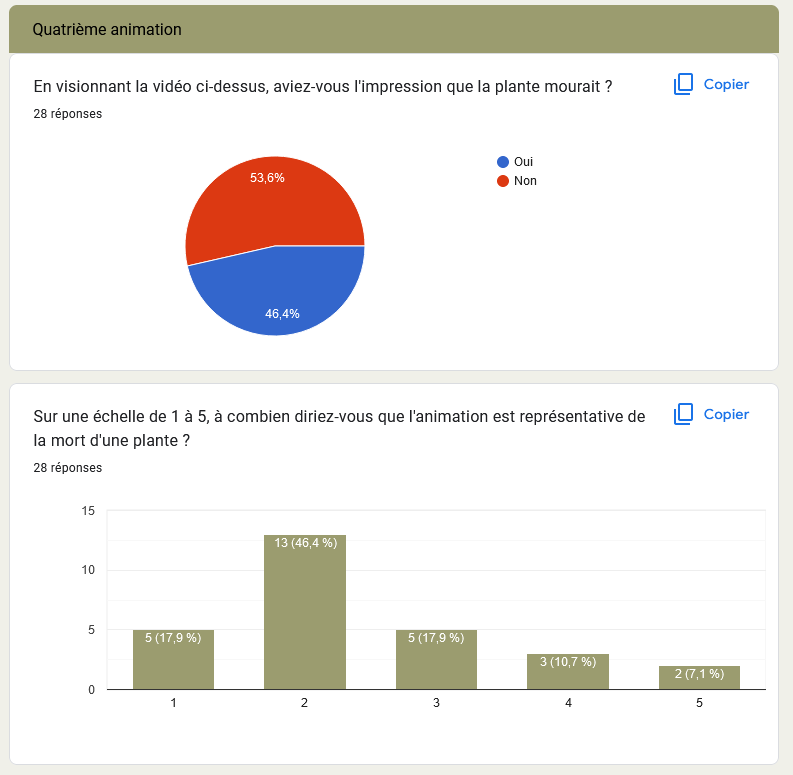 Quatrième animation
En visionnant la vidéo ci-dessus, aviez-vous l'impression que la plante mourait ?
Copier
28 réponses
53,6%
46,4%
Oui
Non
Sur une échelle de 1 à 5, à combien diriez-vous que l'animation est représentative de
la mort d'une plante ?
Copier
28 réponses
15
10
5
0
5 (17,9 %)
13 (46,4 %)
5 (17,9 %)
3 (10,7 %)
2 (7,1 %)
1
2
3
4
5